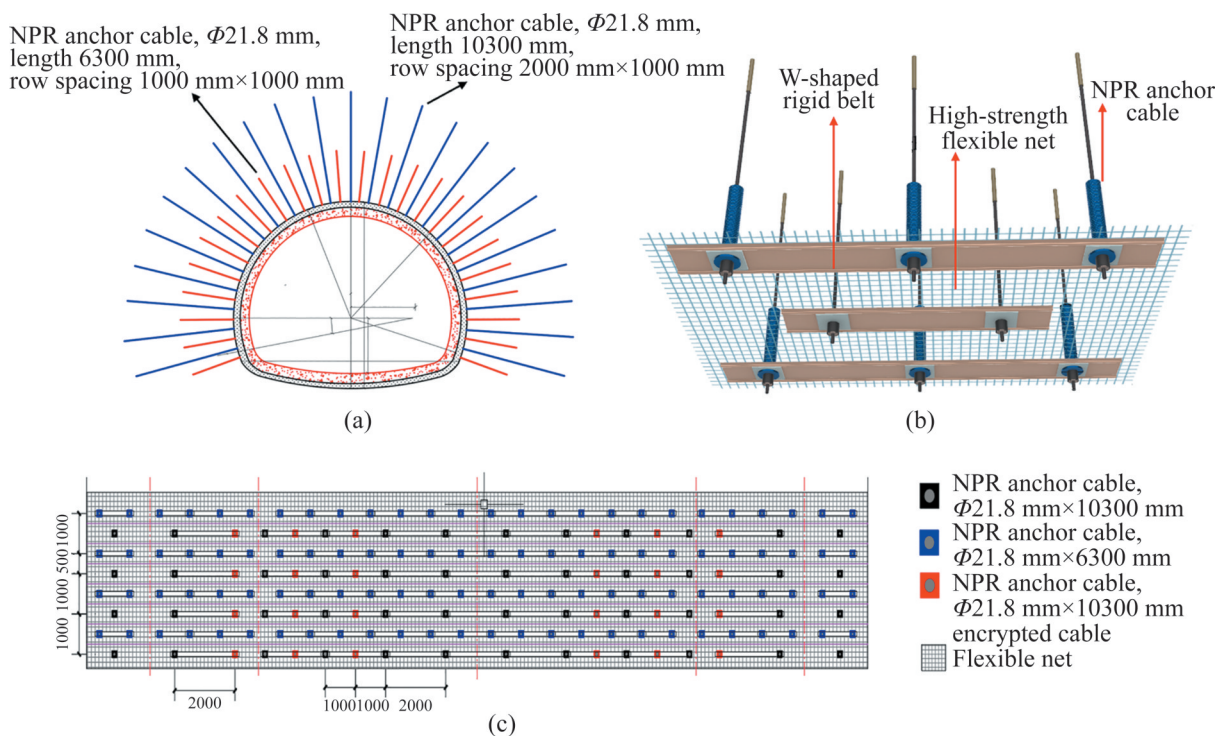 NPR anchor cable, Φ21.8 mm,
length 6300 mm,
row spacing 1000 mm×1000 mm
NPR anchor cable, Φ21.8 mm,
length 10300 mm,
row spacing 2000 mm×1000 mm
(a)
W-shaped
rigid belt
High-strength
flexible net
NPR anchor
cable
(b)
1000
500
1000
1000
1000
2000
1000
1000
2000
NPR anchor cable,
Φ21.8 mm×10300 mm
NPR anchor cable,
Φ21.8 mm×6300 mm
NPR anchor cable,
Φ21.8 mm×10300 mm
encrypted cable
Flexible net
(c)